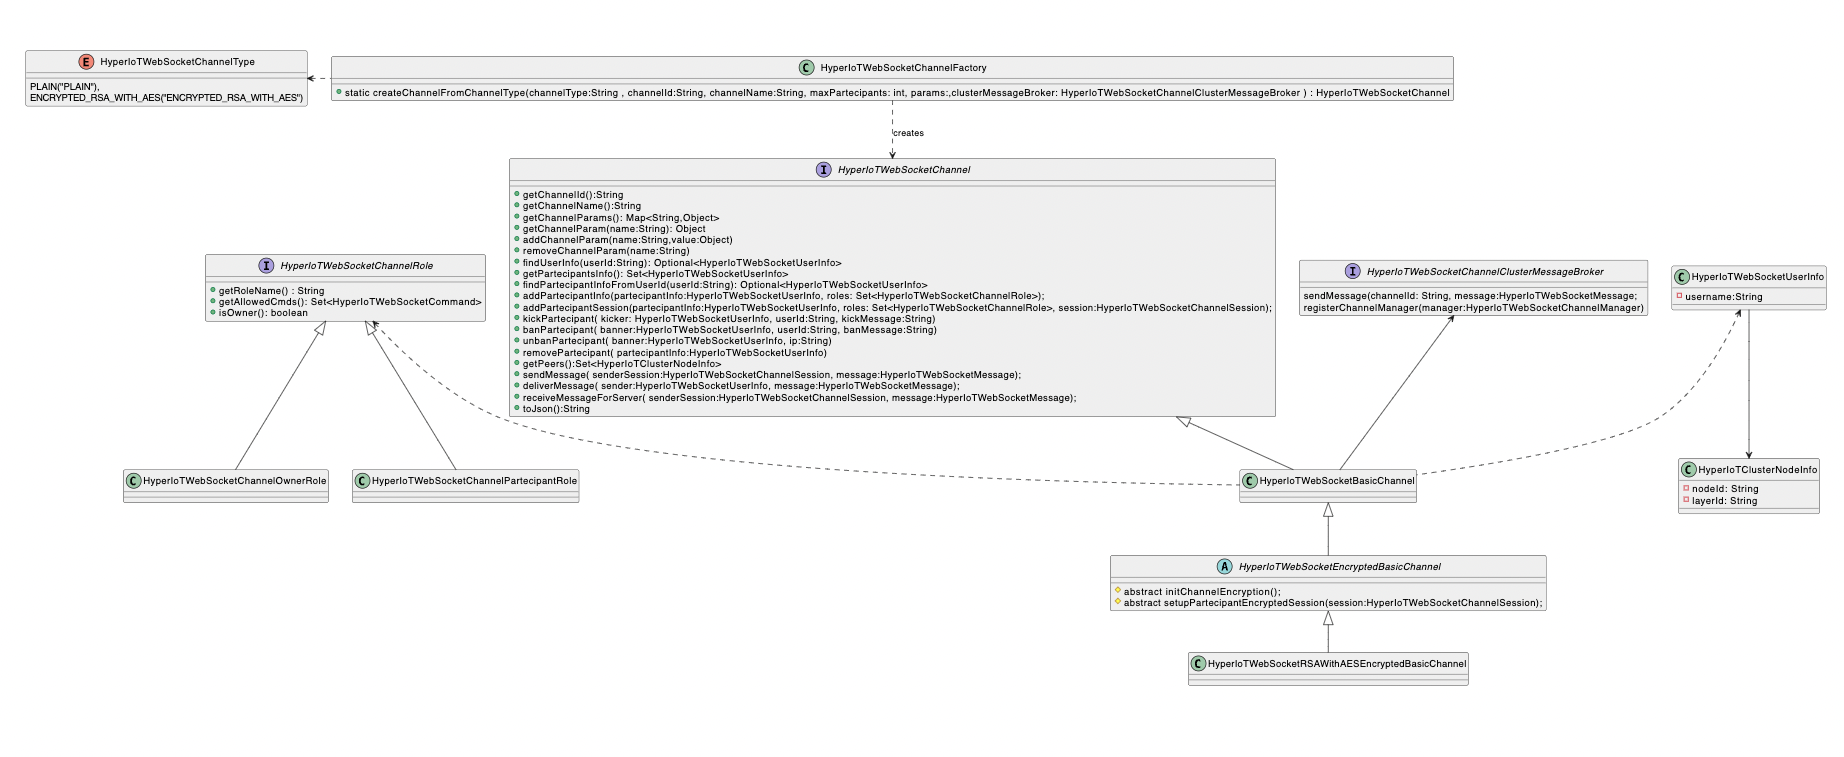 E HyperIoTWebSocketChannelType
PLAIN("PLAIN"),
ENCRYPTED_RSA_WITH_AES("ENCRYPTED_RSA_WITH_AES")
C HyperIoTWebSocketChannelFactory
static createChannelFromChannelType(channelType:String , channelId:String, channelName:String, maxPartecipants: int, params:,clusterMessageBroker: HyperIoTWebSocketChannelClusterMessageBroker ) : HyperIoTWebSocketChannel
creates
I HyperIoTWebSocketChannel
getChannelId():String
getChannelName():String
getChannelParams(): Map<String,Object>
getChannelParam(name:String): Object
addChannelParam(name:String,value:Object)
removeChannelParam(name:String)
findUserInfo(userId:String): Optional<HyperIoTWebSocketUserInfo>
getPartecipantsInfo(): Set<HyperIoTWebSocketUserInfo>
findPartecipantInfoFromUserId(userId:String): Optional<HyperIoTWebSocketUserInfo>
addPartecipantInfo(partecipantInfo:HyperIoTWebSocketUserInfo, roles: Set<HyperIoTWebSocketChannelRole>);
addPartecipantSession(partecipantInfo:HyperIoTWebSocketUserInfo, roles: Set<HyperIoTWebSocketChannelRole>, session:HyperIoTWebSocketChannelSession);
kickPartecipant( kicker: HyperIoTWebSocketUserInfo, userId:String, kickMessage:String)
banPartecipant( banner:HyperIoTWebSocketUserInfo, userId:String, banMessage:String)
unbanPartecipant( banner:HyperIoTWebSocketUserInfo, ip:String)
removePartecipant( partecipantInfo:HyperIoTWebSocketUserInfo)
getPeers():Set<HyperIoTClusterNodeInfo>
sendMessage( senderSession:HyperIoTWebSocketChannelSession, message:HyperIoTWebSocketMessage);
deliverMessage( sender:HyperIoTWebSocketUserInfo, message:HyperIoTWebSocketMessage);
receiveMessageForServer( senderSession:HyperIoTWebSocketChannelSession, message:HyperIoTWebSocketMessage);
toJson():String
I HyperIoTWebSocketChannelRole
getRoleName() : String
getAllowedCmds(): Set<HyperIoTWebSocketCommand>
isOwner(): boolean
I HyperIoTWebSocketChannelClusterMessageBroker
sendMessage(channelId: String, message:HyperIoTWebSocketMessage;
registerChannelManager(manager:HyperIoTWebSocketChannelManager)
C HyperIoTWebSocketUserInfo
username:String
C HyperIoTWebSocketChannelOwnerRole
C HyperIoTWebSocketChannelPartecipantRole
C HyperIoTWebSocketBasicChannel
C HyperIoTClusterNodeInfo
nodeId: String
layerId: String
A HyperIoTWebSocketEncryptedBasicChannel
abstract initChannelEncryption();
abstract setupPartecipantEncryptedSession(session:HyperIoTWebSocketChannelSession);
C HyperIoTWebSocketRSAWithAESEncryptedBasicChannel